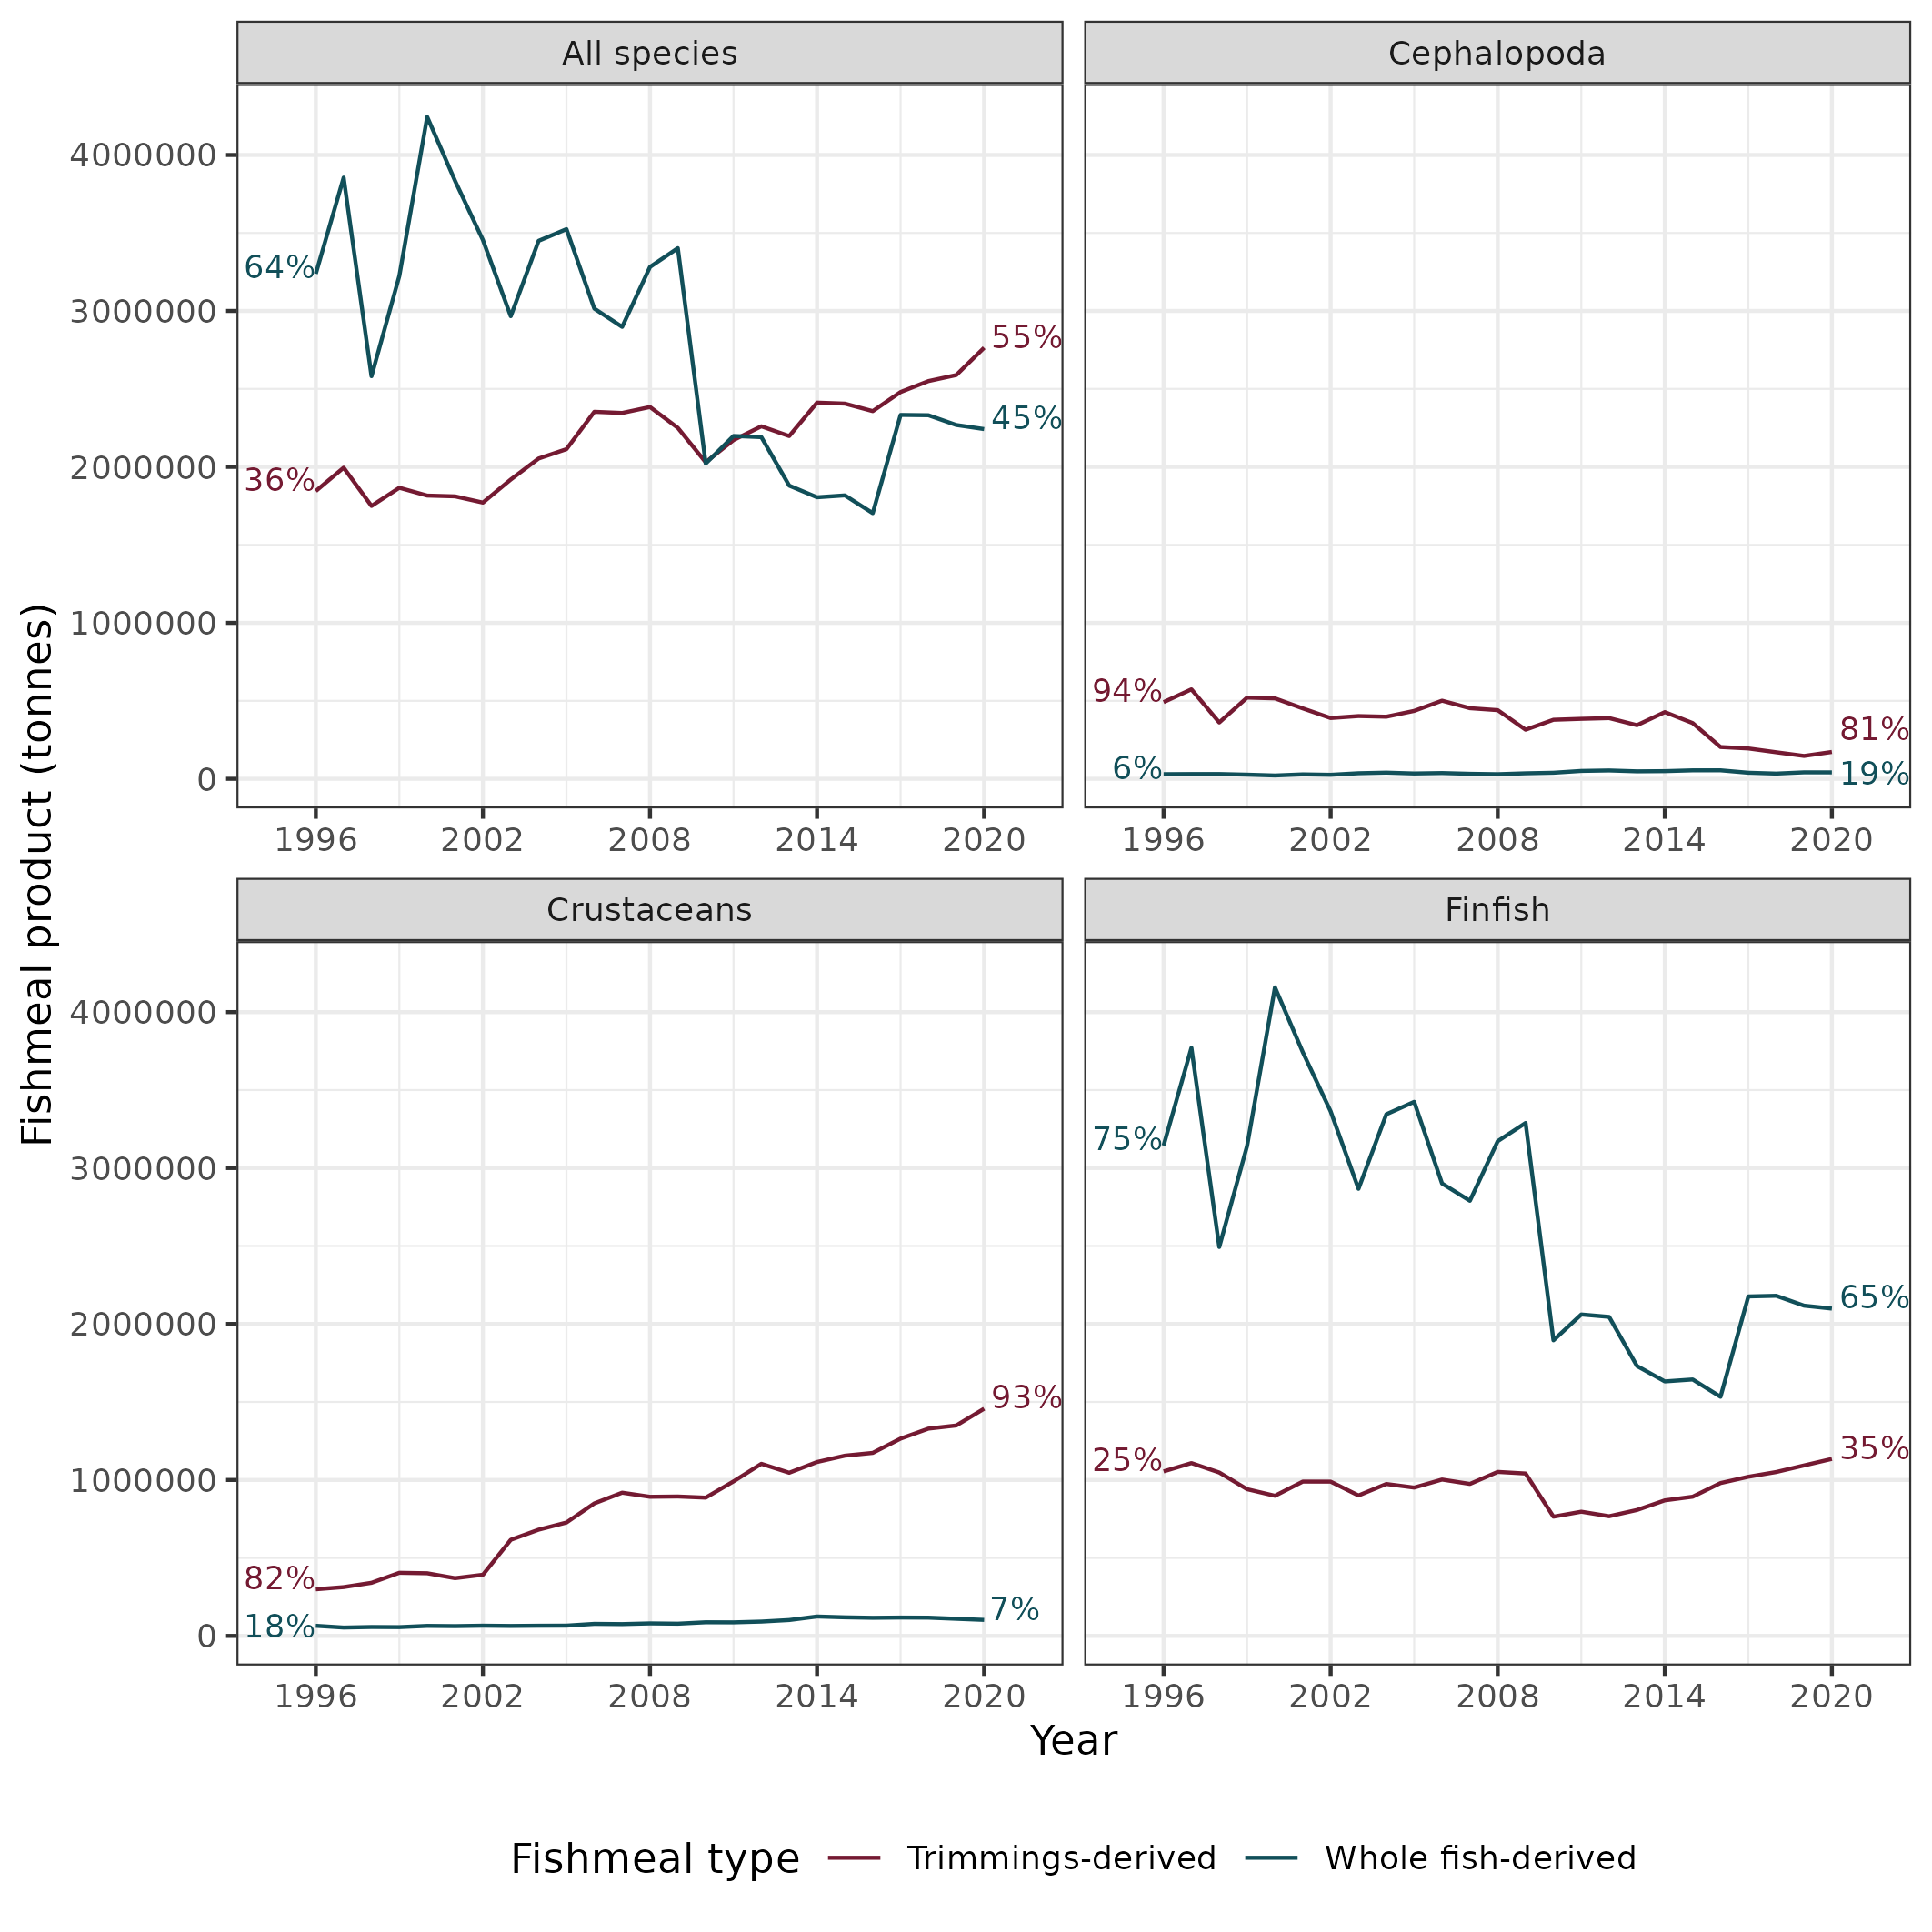 All species
Cephalopoda
4000000
3000000
2000000
1000000
0
64%
36%
55%
45%
94%
6%
81%
19%
1996 2002 2008 2014 2020
1996 2002 2008 2014 2020
Fishmeal product (tonnes)
Crustaceans
Finfish
4000000
3000000
2000000
1000000
0
82%
18%
93%
7%
75%
25%
65%
35%
1996 2002 2008 2014 2020
1996 2002 2008 2014 2020
Year
Fishmeal type Trimmings-derived Whole fish-derived